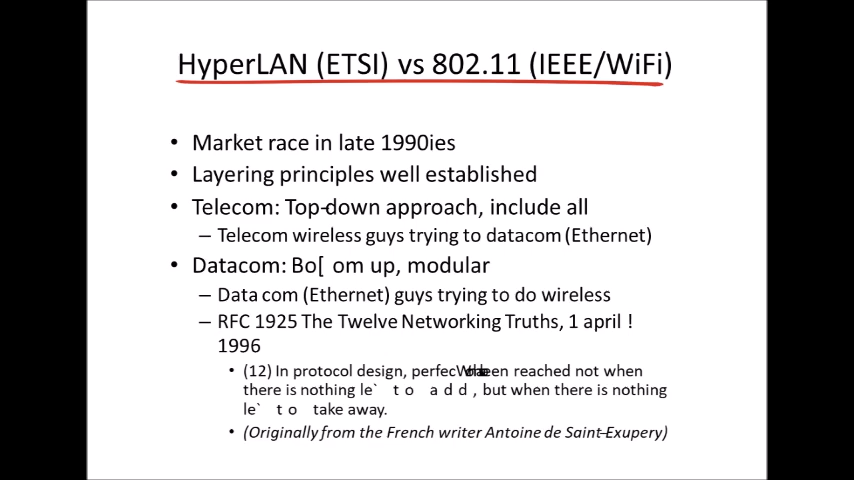 HyperLAN (ETSI) vs 802.11 (IEEE/WiFi)
• Market race in late 1990ies
• Layering principles well established
• Telecom: Top-down approach, include all
– Telecom wireless guys trying to datacom (Ethernet)
• Datacom: Bo[ om up, modular
– Data com (Ethernet) guys trying to do wireless
– RFC 1925 The Twelve Networking Truths, 1 april !
1996
• (12) In protocol design, perfec been reached not when
there is nothing le` to add, but when there is nothing
le` to take away.
• (Originally from the French writer Antoine de Saint-Exupery)